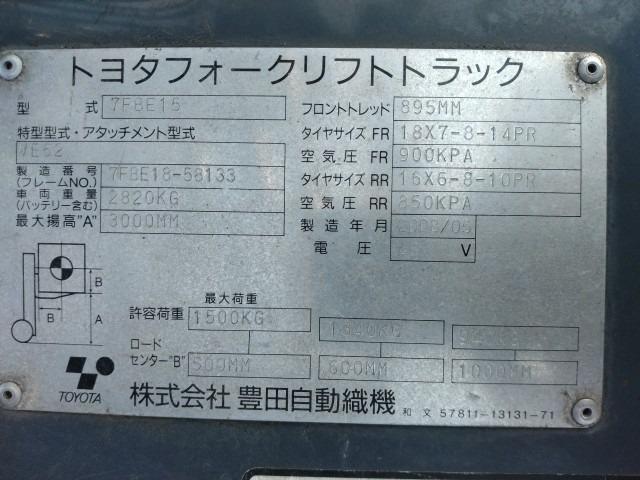 トヨタフォークリフトトラック
型式 7FBE15
特型型式・アタッチメント型式
製造番号 (フレームNO.) 7FBE18-58133
車両重量 (バッテリー含む) 2820KG
最大揚高"A" 3000MM
フロントトレッド 895MM
タイヤサイズ FR 18X7-8-14PR
空気圧 FR 900KPA
タイヤサイズ RR 16X6-8-10PR
空気圧 RR 850KPA
製造年月
電圧 V
B
B
A
最大荷重
許容荷重 1500KG
ロードセンター"B" 500MM 600MM 1000MM
TOYOTA
株式会社 豊田自動織機
和文 57811-13131-71